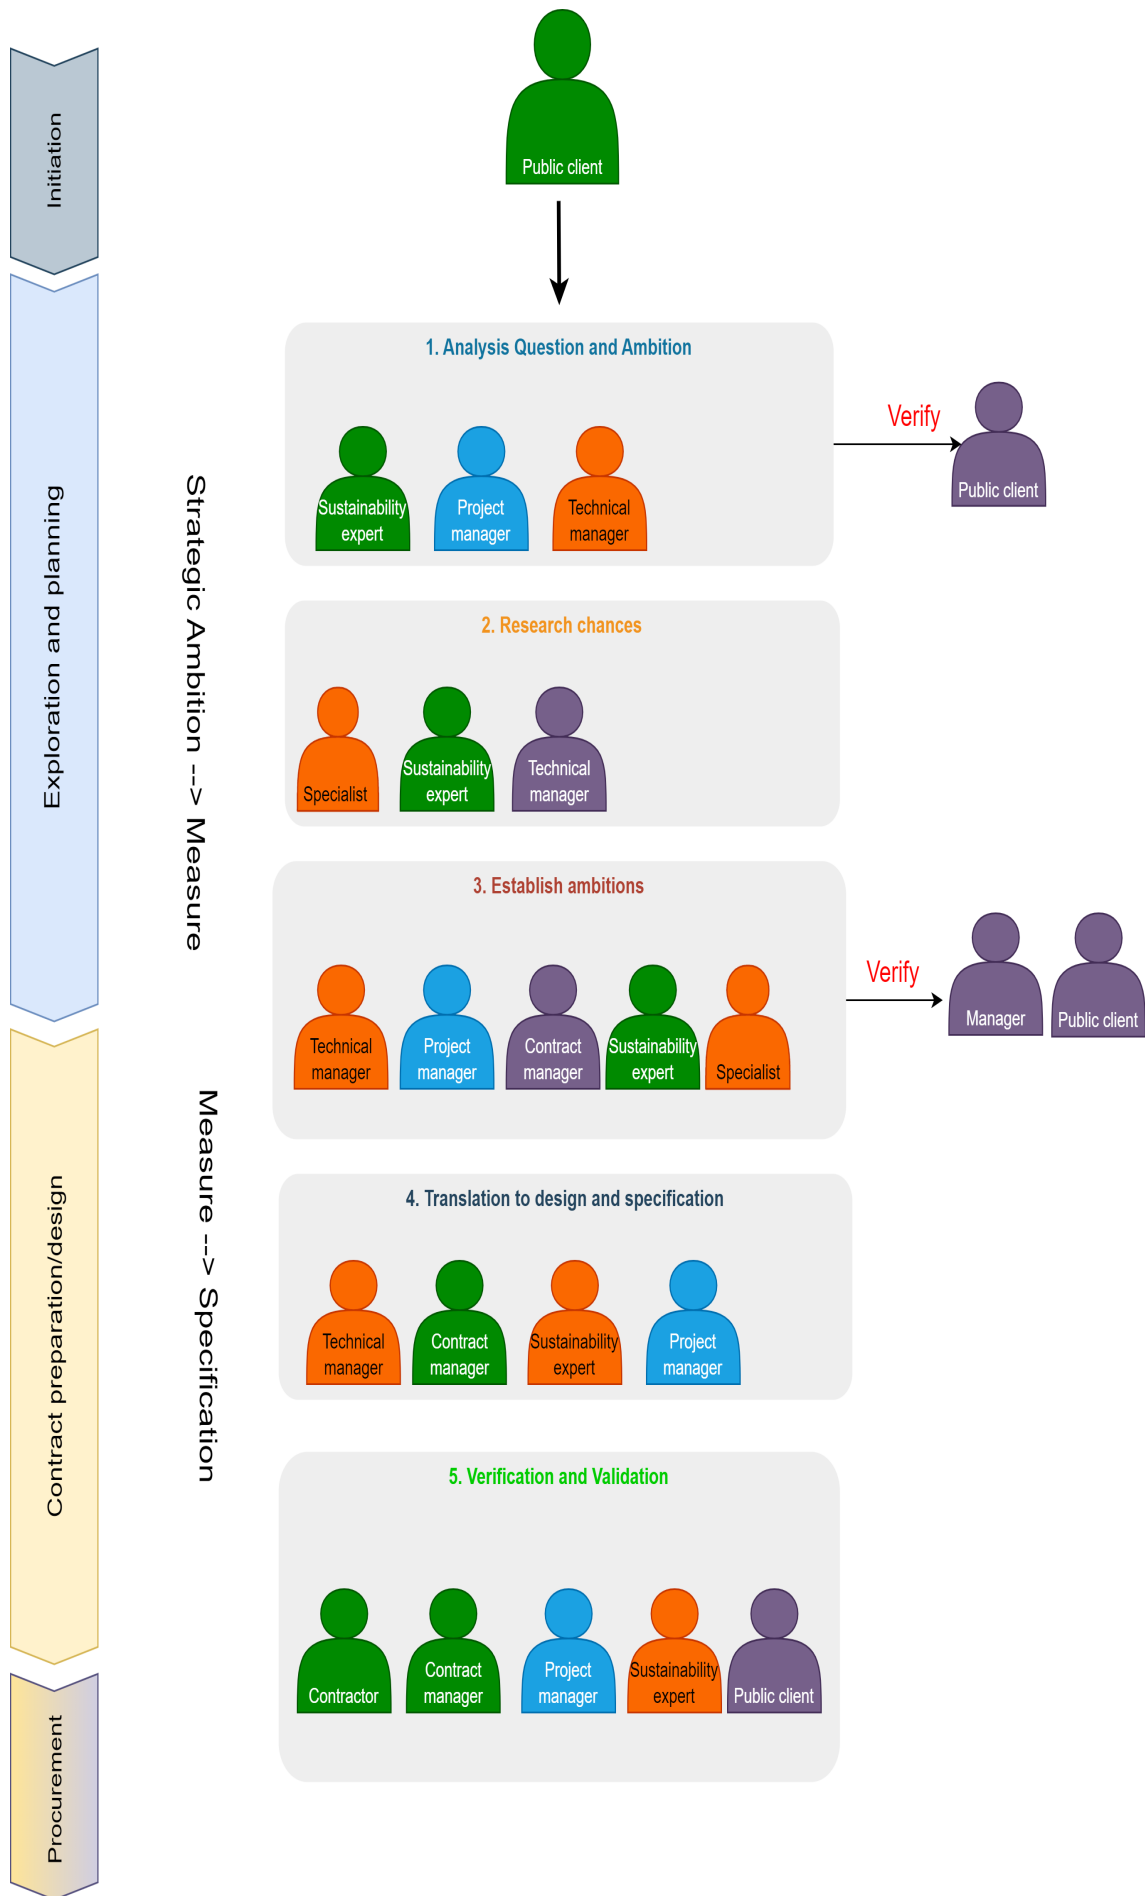 Initiation
Public client
1. Analysis Question and Ambition
Verify
Sustainability
expert
Project
manager
Technical
manager
Public client
Exploration and planning
Strategic Ambition --> Measure
2. Research chances
Specialist
Sustainability
expert
Technical
manager
3. Establish ambitions
Verify
Technical
manager
Project
manager
Contract
manager
Sustainability
expert
Specialist
Manager
Public client
Contract preparation/design
Measure --> Specification
4. Translation to design and specification
Technical
manager
Contract
manager
Sustainability
expert
Project
manager
5. Verification and Validation
Contractor
Contract
manager
Project
manager
Sustainability
expert
Public client
Procurement